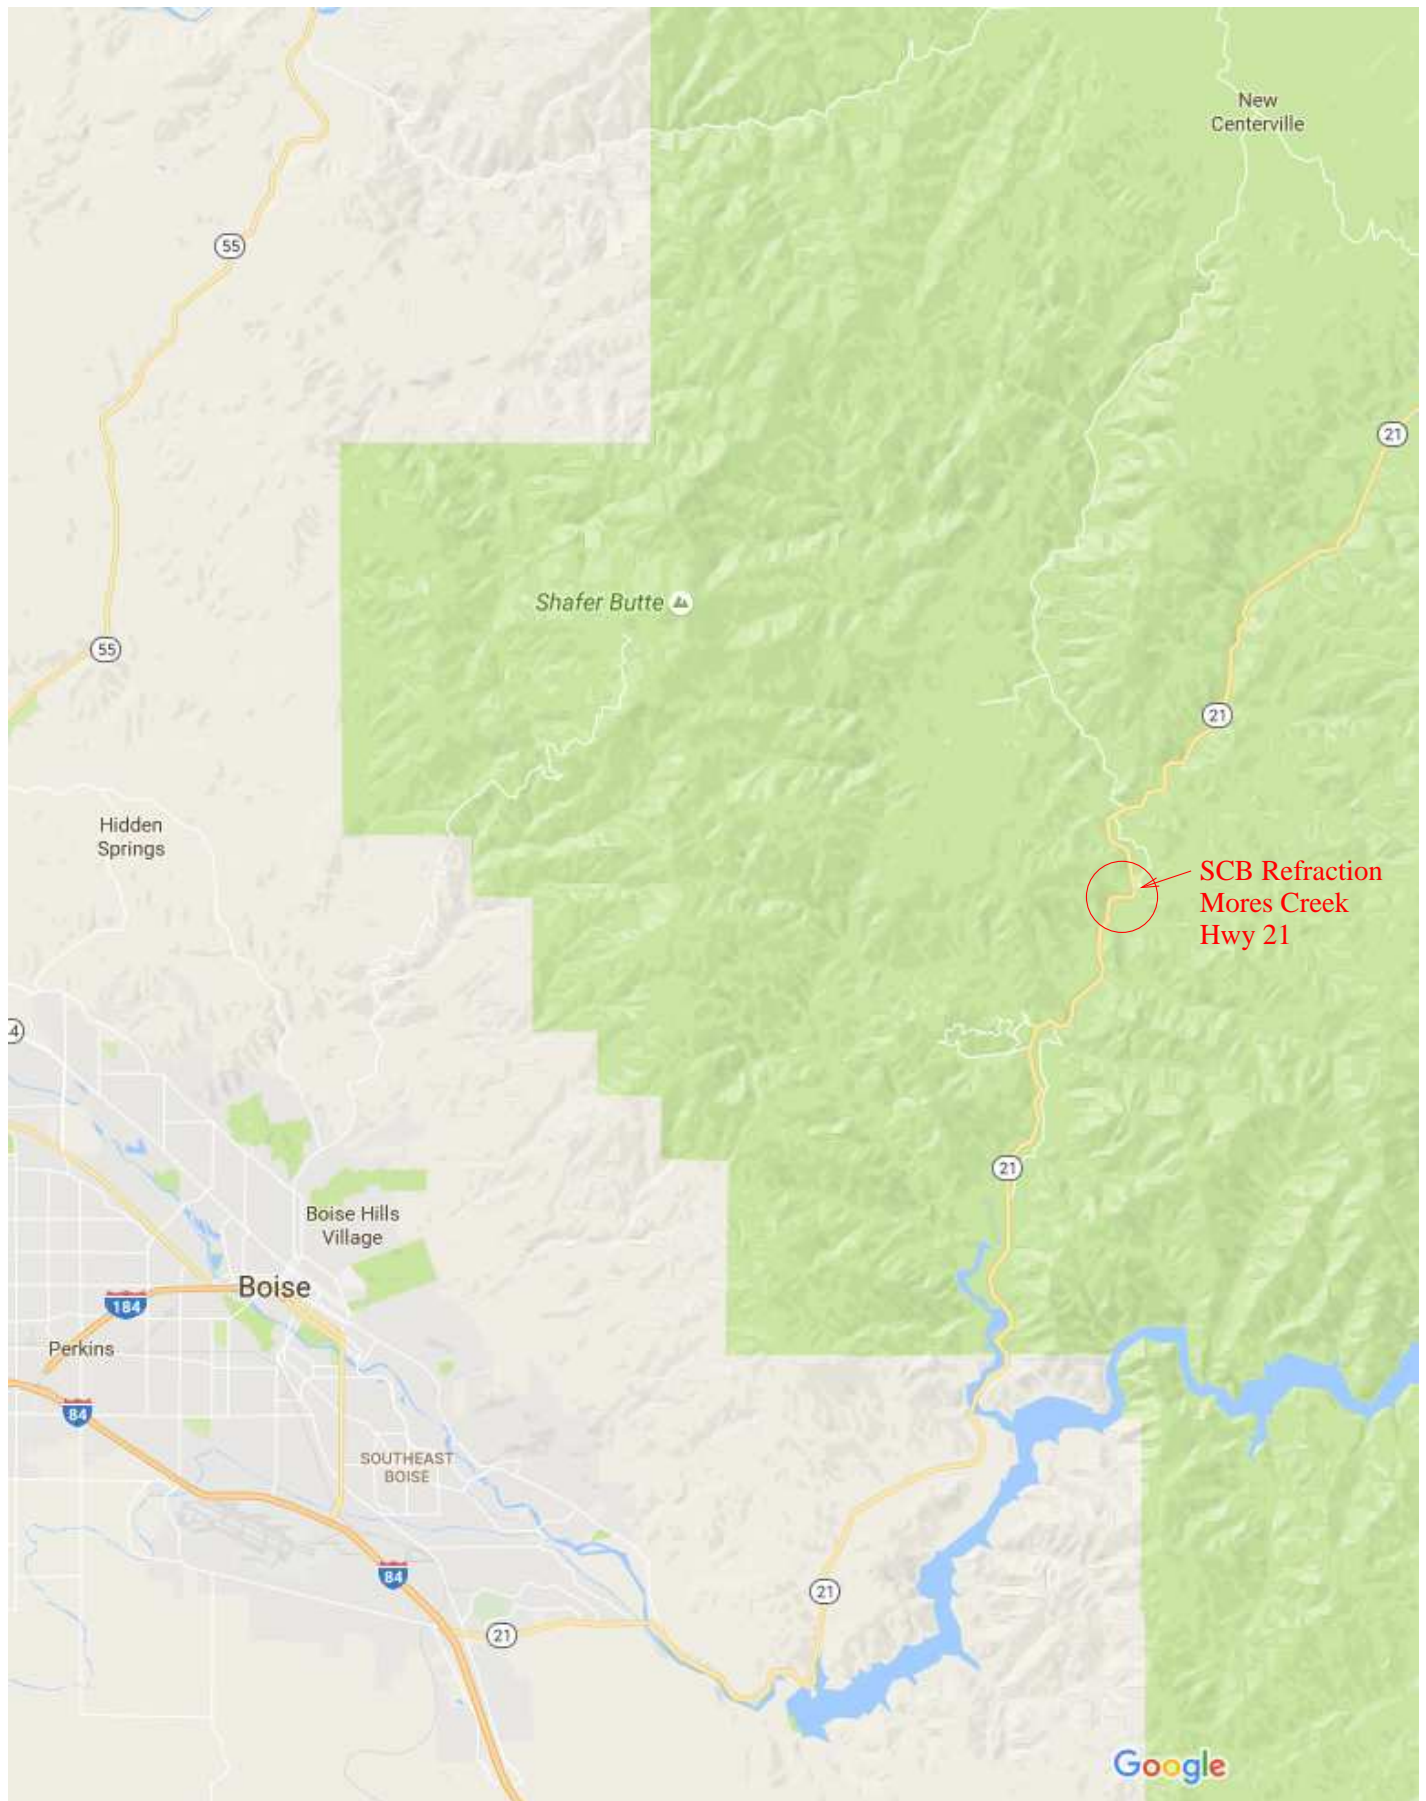 New
Centerville
55
21
Shafer Butte
55
21
Hidden
Springs
SCB Refraction
Mores Creek
Hwy 21
4
21
Boise Hills
Village
Boise
184
Perkins
84
SOUTHEAST
BOISE
84
21
21
Google